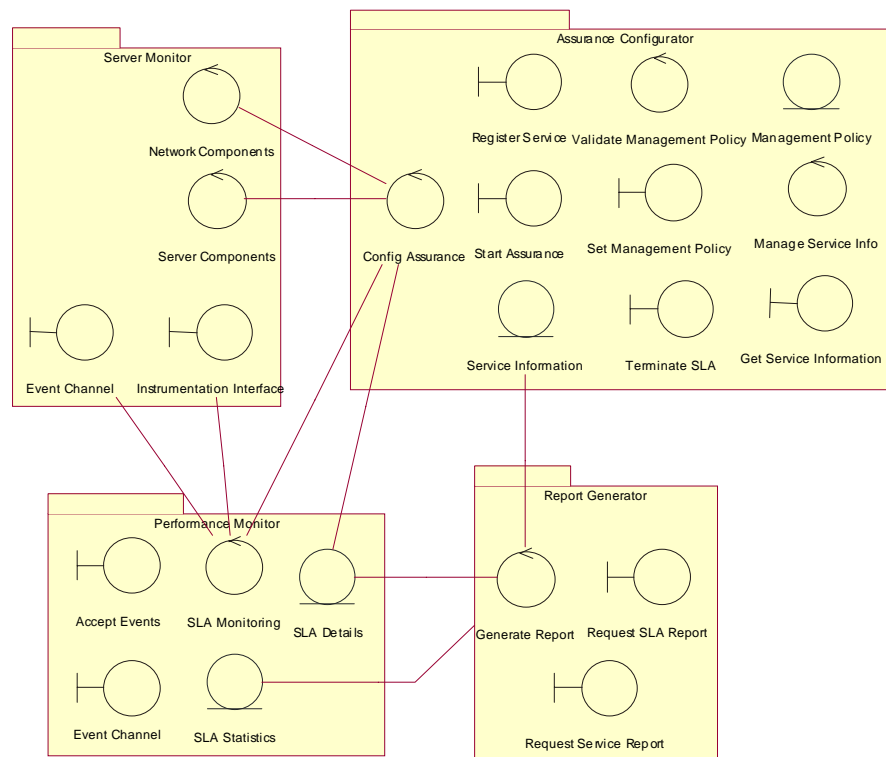 Server Monitor
Network Components
Server Components
Event Channel
Instrumentation Interface
Assurance Configurator
Register Service
Validate Management Policy
Management Policy
Config Assurance
Start Assurance
Set Management Policy
Manage Service Info
Service Information
Terminate SLA
Get Service Information
Performance Monitor
Accept Events
SLA Monitoring
SLA Details
Event Channel
SLA Statistics
Report Generator
Generate Report
Request SLA Report
Request Service Report